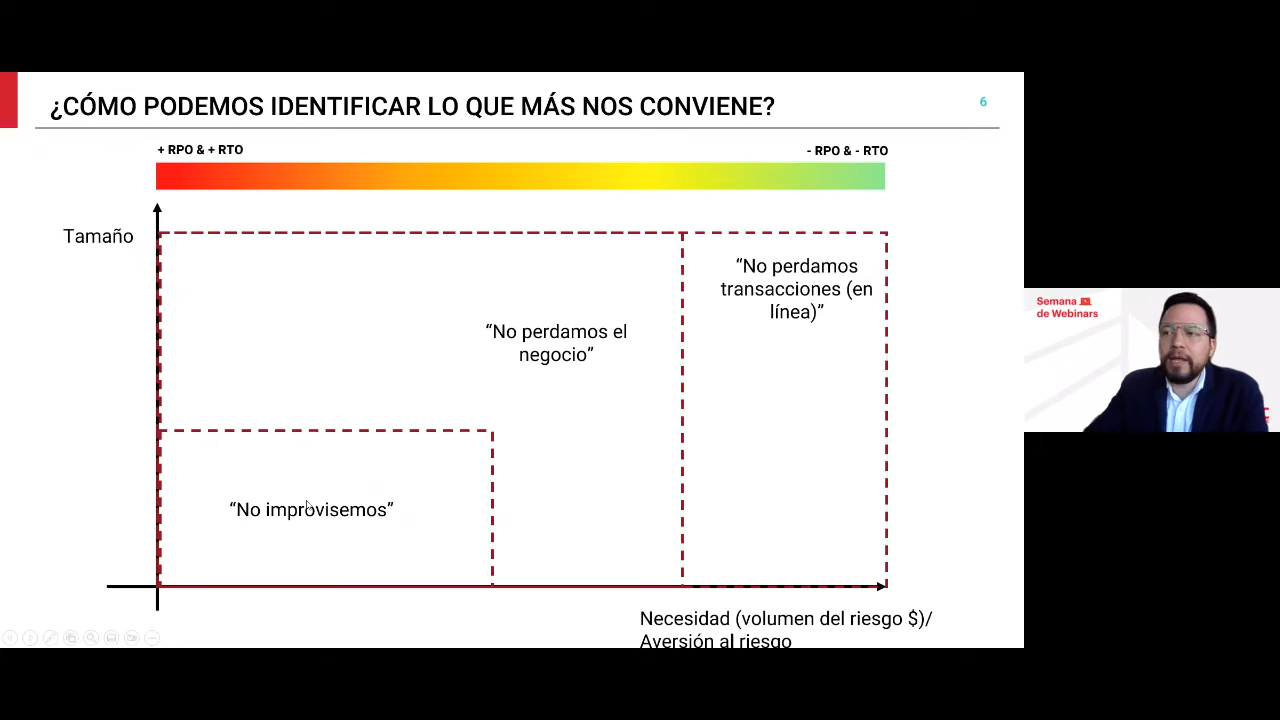 ¿CÓMO PODEMOS IDENTIFICAR LO QUE MÁS NOS CONVIENE?
6
+ RPO & + RTO
- RPO & - RTO
Tamaño
“No perdamos
transacciones (en
línea)”
“No perdamos el
negocio”
“No improvisemos”
Necesidad (volumen del riesgo $)/
Aversión al riesgo
Semana
de Webinars